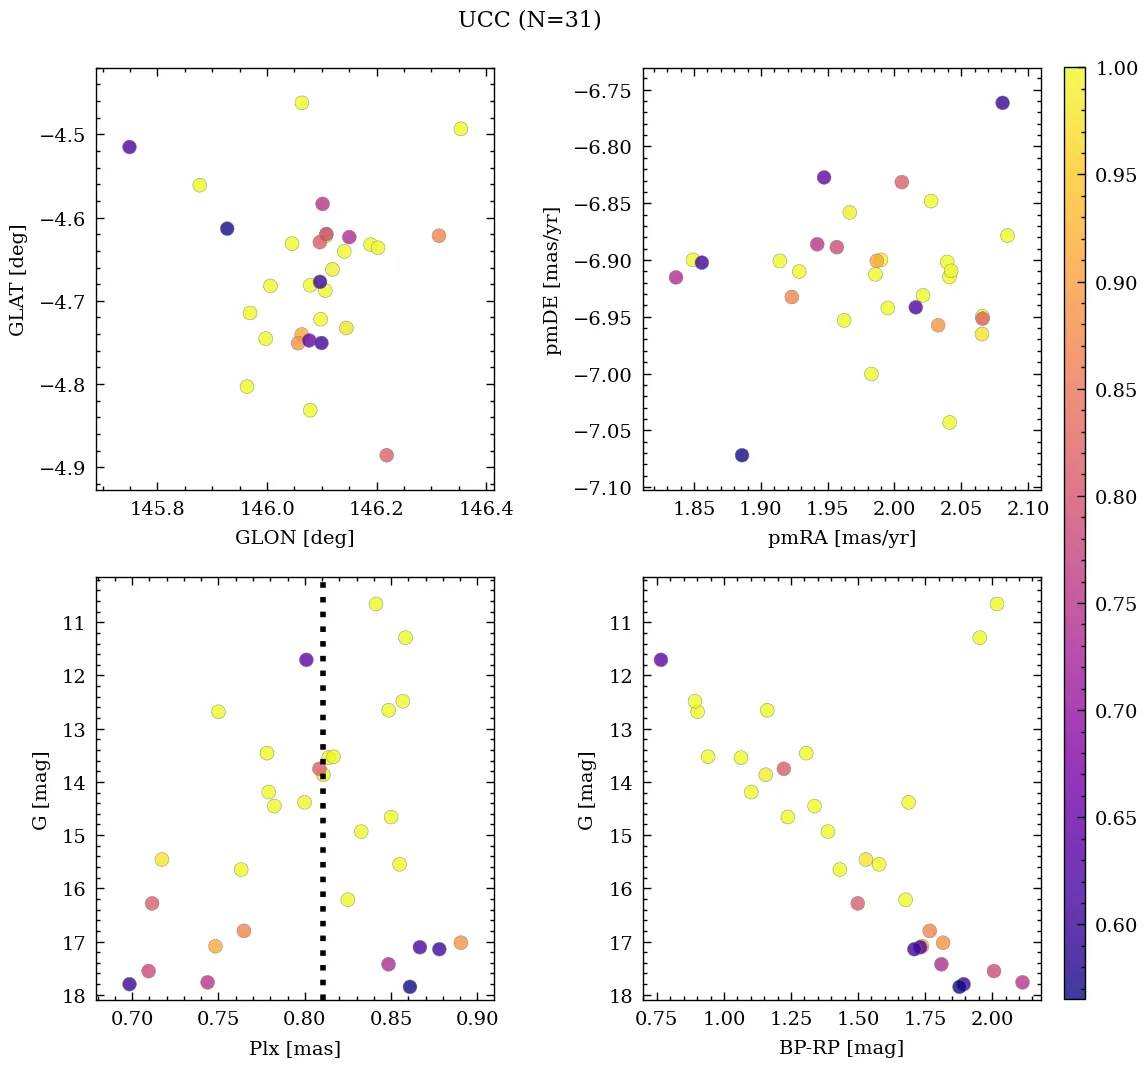 UCC (N=31)
−4.5
−4.6
−4.7
−4.8
−4.9
GLAT [deg]
145.8 146.0 146.2 146.4
GLON [deg]
−6.75
−6.80
−6.85
−6.90
−6.95
−7.00
−7.05
−7.10
pmDE [mas/yr]
1.85 1.90 1.95 2.00 2.05 2.10
pmRA [mas/yr]
11
12
13
14
15
16
17
18
G [mag]
0.70 0.75 0.80 0.85 0.90
Plx [mas]
11
12
13
14
15
16
17
18
G [mag]
0.75 1.00 1.25 1.50 1.75 2.00
BP-RP [mag]
1.00
0.95
0.90
0.85
0.80
0.75
0.70
0.65
0.60